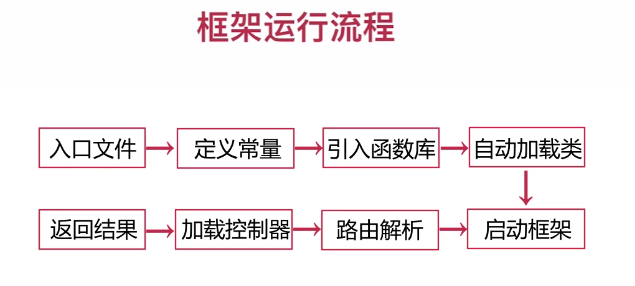 框架运行流程
入口文件
定义常量
引入函数库
自动加载类
返回结果
加载控制器
路由解析
启动框架